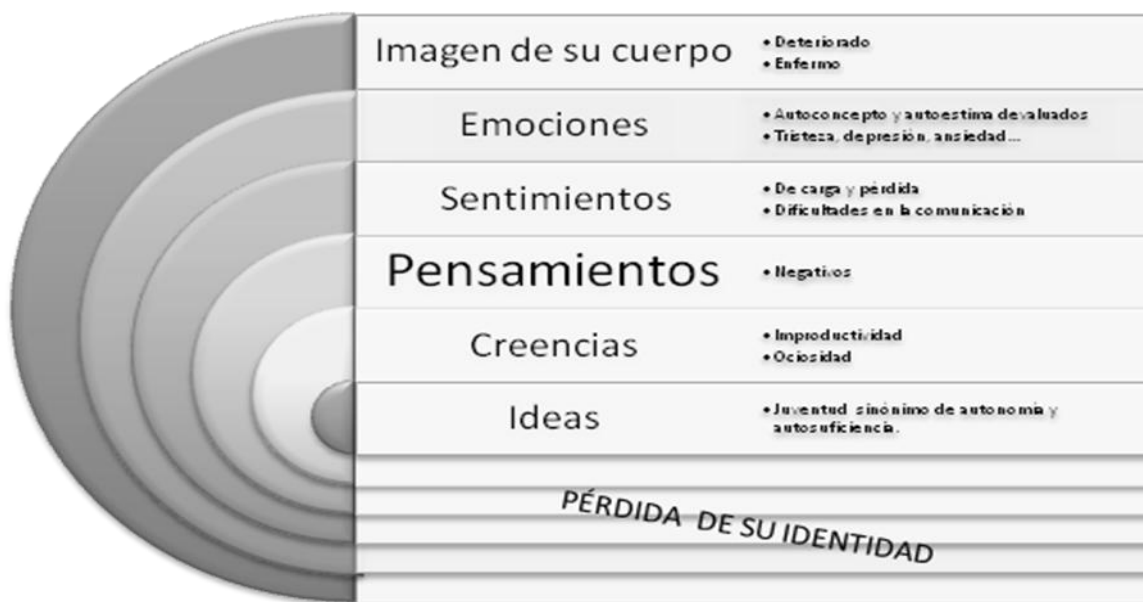 Imagen de su cuerpo
• Deteriorado
• Enfermo
Emociones
• Autoconcepto y autoestima devaluados
• Tristeza, depresión, ansiedad...
Sentimientos
• De carga y pérdida
• Dificultades en la comunicación
Pensamientos
• Negativos
Creencias
• Improductividad
• Ociosidad
Ideas
• Juventud sinónimo de autonomía y
autosuficiencia.
PÉRDIDA DE SU IDENTIDAD